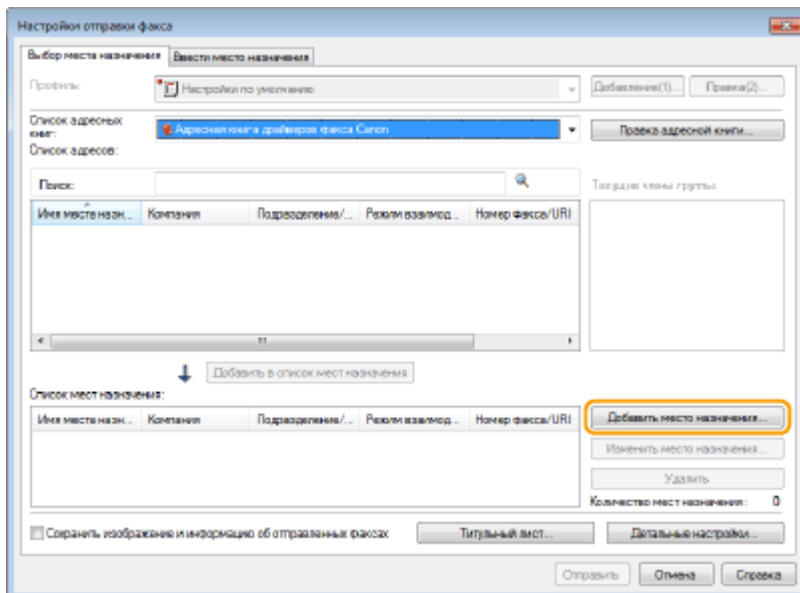 Настройки отправки факса
Выбор места назначения Ввести место назначения
Профиль: Настройки по умолчанию Добавление(1)... Правка(2)...
Список адресных книг: Адресная книга драйверов факса Canon Правка адресной книги...
Список адресов:
Поиск: Текущие члены группы:
Имя места назн... Компания Подразделение/... Режим взаимод... Номер факса/URI
Добавить в список мест назначения
Список мест назначения:
Имя места назн... Компания Подразделение/... Режим взаимод... Номер факса/URI
Добавить место назначения...
Изменить место назначения...
Удалить
Количество мест назначения: 0
Сохранить изображение и информацию об отправленных факсах Титульный лист... Детальные настройки...
Отправить Отмена Справка